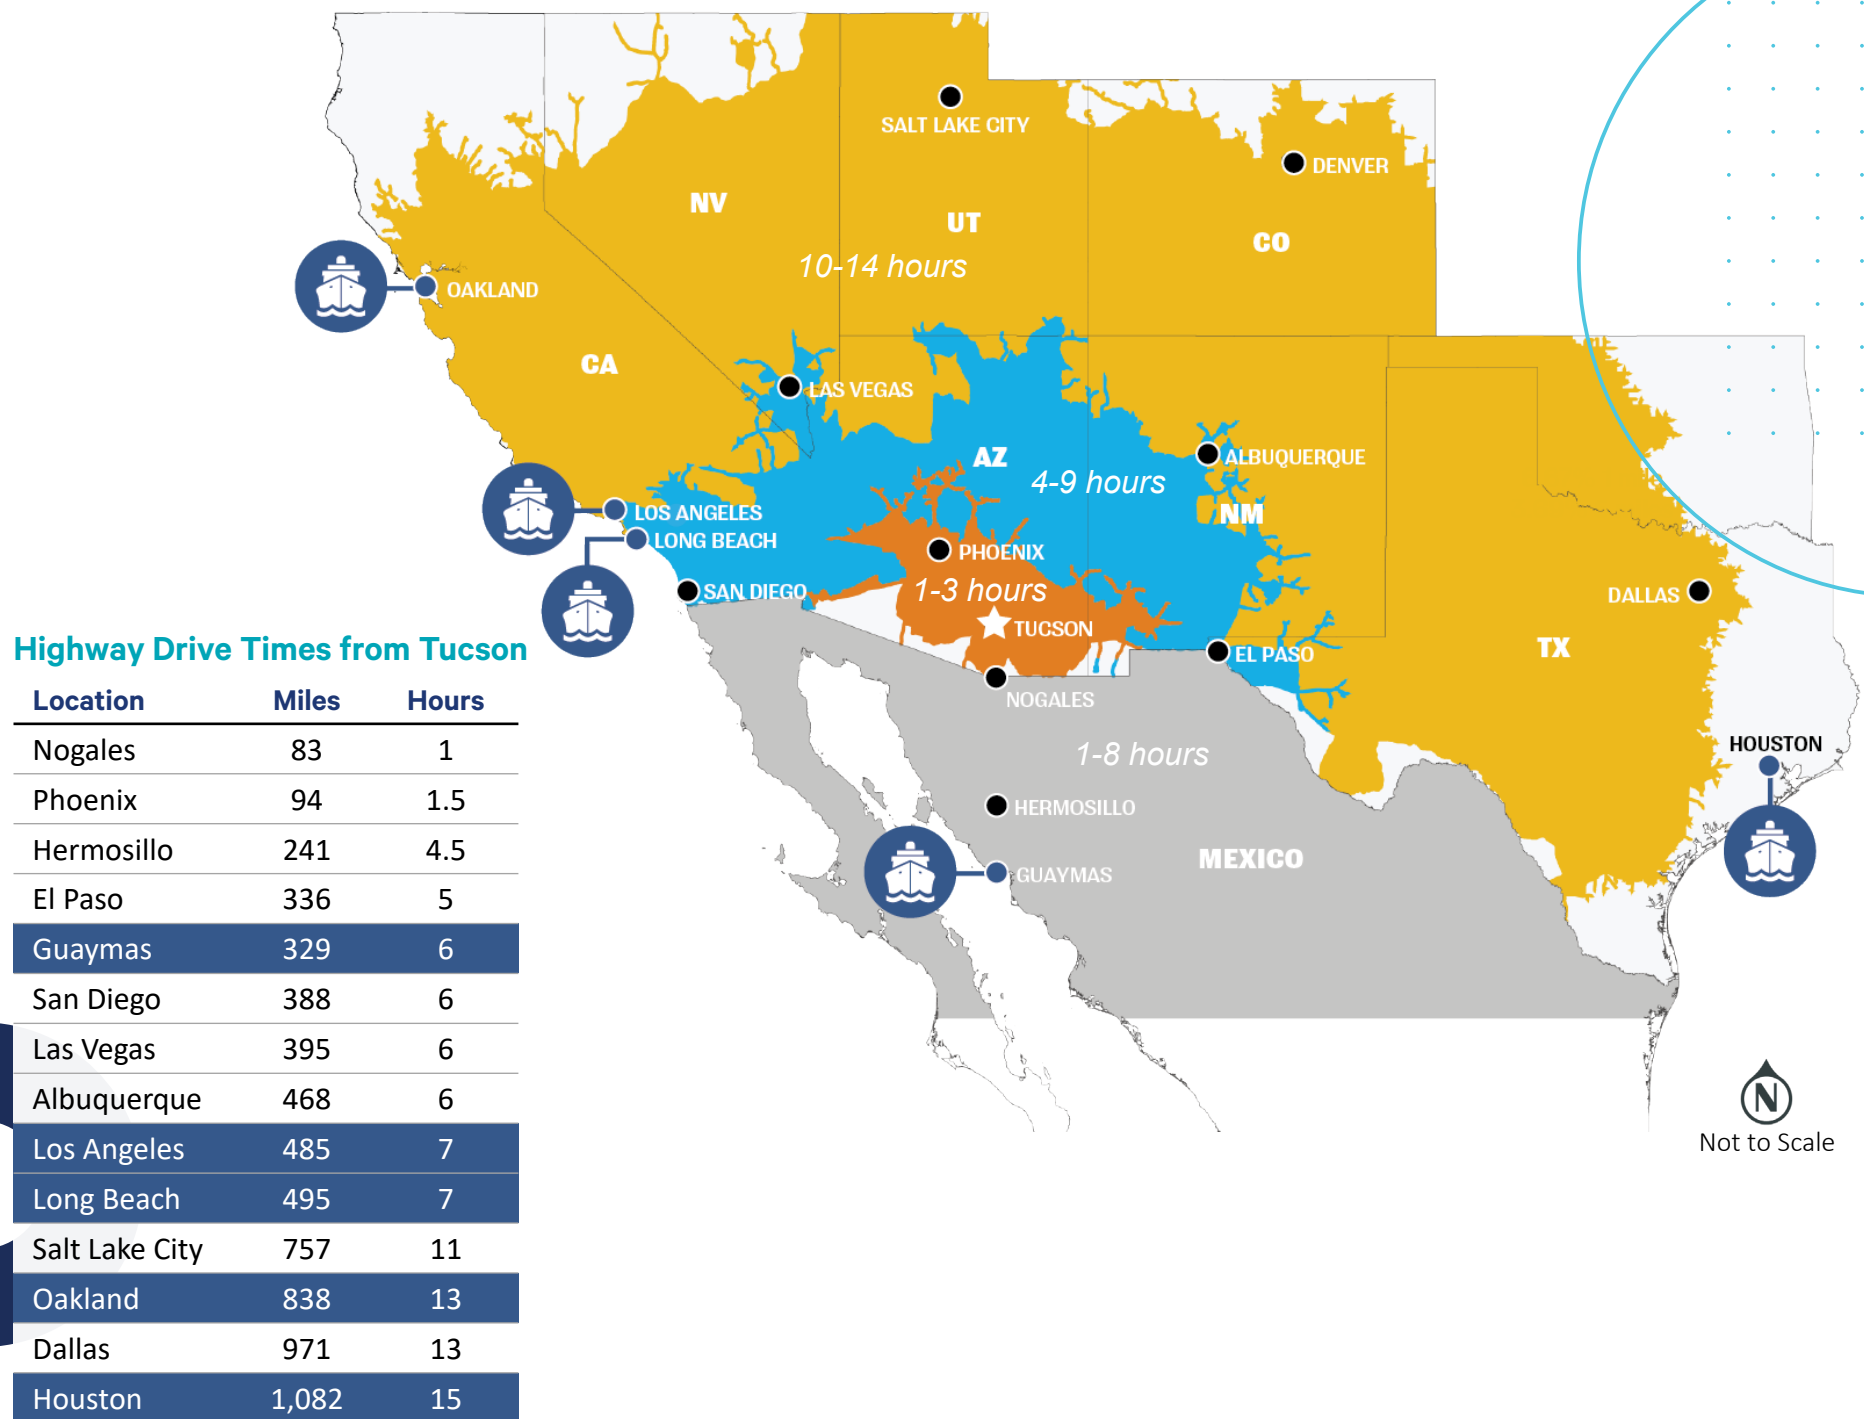 SALT LAKE CITY
DENVER
NV
UT
CO
10-14 hours
OAKLAND
CA
LAS VEGAS
AZ
ALBUQUERQUE
4-9 hours
NM
LOS ANGELES
LONG BEACH
PHOENIX
SAN DIEGO
1-3 hours
DALLAS
TUCSON
TX
EL PASO
NOGALES
HOUSTON
1-8 hours
HERMOSILLO
MEXICO
GUAYMAS
N
Not to Scale
Highway Drive Times from Tucson
Location Miles Hours
Nogales 83 1
Phoenix 94 1.5
Hermosillo 241 4.5
El Paso 336 5
Guaymas 329 6
San Diego 388 6
Las Vegas 395 6
Albuquerque 468 6
Los Angeles 485 7
Long Beach 495 7
Salt Lake City 757 11
Oakland 838 13
Dallas 971 13
Houston 1,082 15